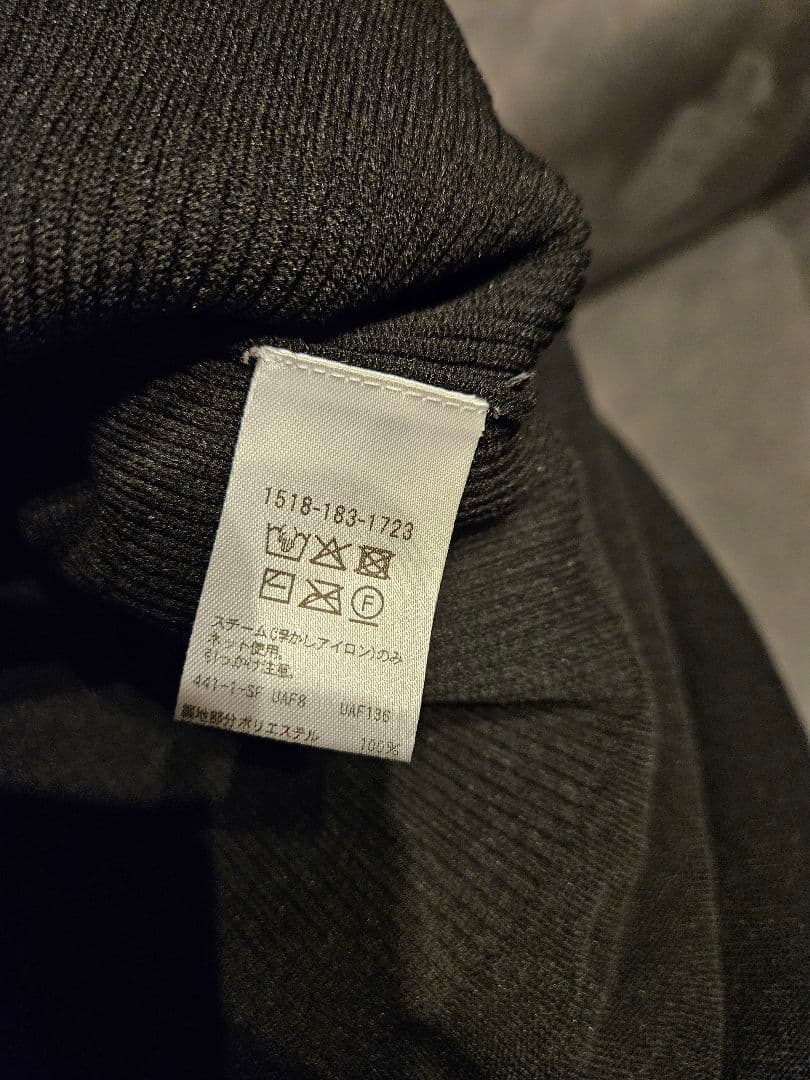 1518-183-1723
F
スチーム(浮かしアイロン)のみ
ネット使用。
引っかけ注意。
441-1-SF UAF8 UAF136
裏地部分ポリエステル 100%